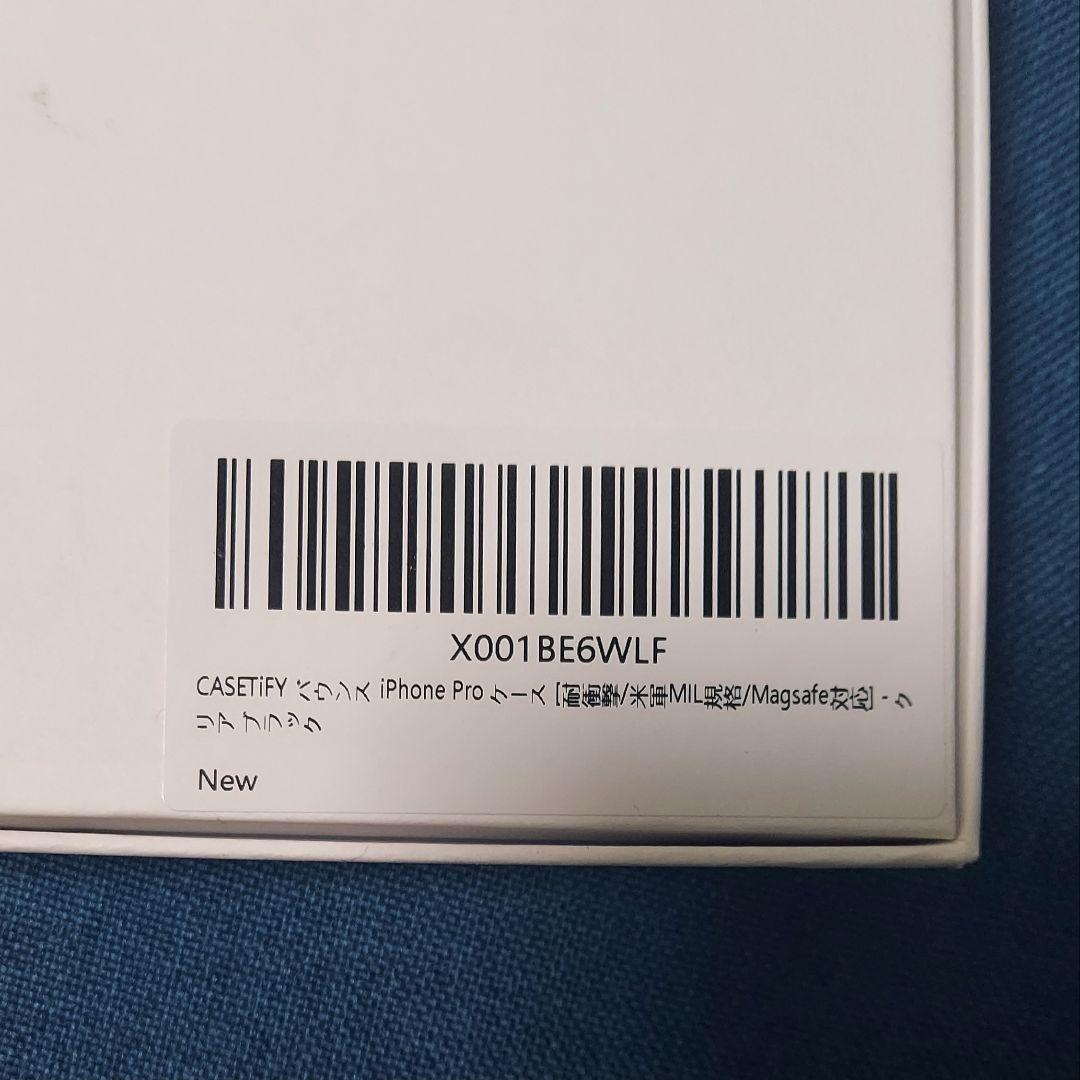 X001BE6WLF
CASETiFY バウンス iPhone Pro ケース [耐衝撃/米軍MIL規格/Magsafe対応] - ク
リア ブラック
New